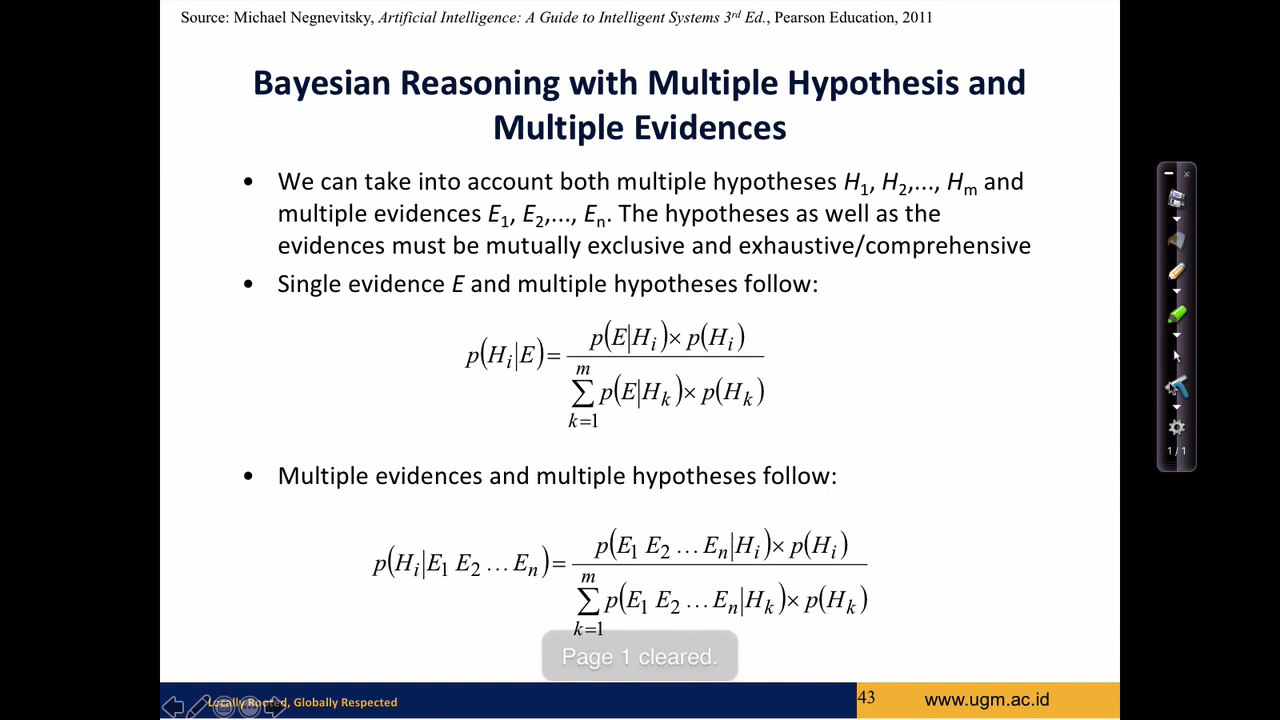 Source: Michael Negnevitsky, Artificial Intelligence: A Guide to Intelligent Systems 3rd Ed., Pearson Education, 2011
Bayesian Reasoning with Multiple Hypothesis and
Multiple Evidences
• We can take into account both multiple hypotheses H1, H2,..., Hm and
multiple evidences E1, E2,..., En. The hypotheses as well as the
evidences must be mutually exclusive and exhaustive/comprehensive
• Single evidence E and multiple hypotheses follow:
p(Hi|E)=
p(E|Hi)× p(Hi)
m
∑ p(E|Hk)× p(Hk)
k=1
• Multiple evidences and multiple hypotheses follow:
p(Hi|E1 E2 ... En)=
p(E1 E2 ... En|Hi)× p(Hi)
m
∑ p(E1 E2 ... En|Hk)× p(Hk)
k=1
Page 1 cleared.
Locally Rooted, Globally Respected
43
www.ugm.ac.id
1 / 1